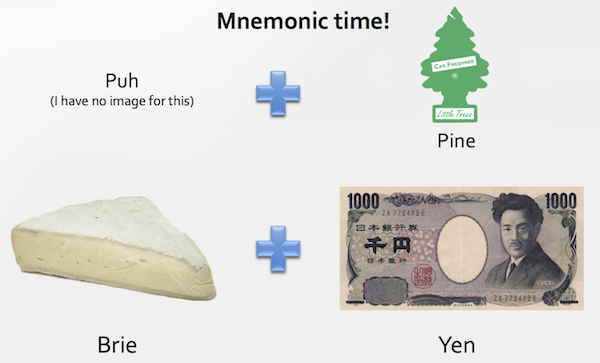 Mnemonic time!
Puh
(I have no image for this)
CAR-FRESHNER
Little Trees
Pine
1000 1000
ZK772492E
日本銀行券
千円
日本銀行
ZK772492E
Brie
Yen